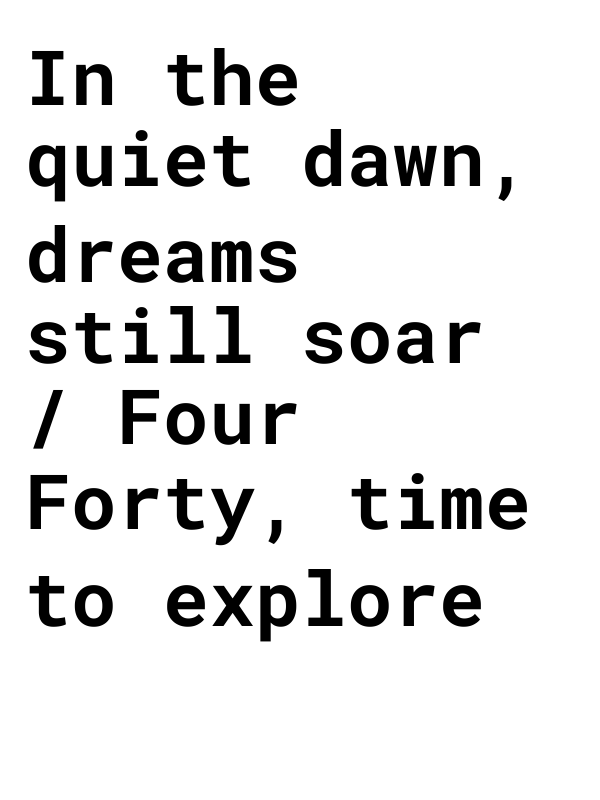 In the
quiet dawn,
dreams
still soar
/ Four
Forty, time
to explore